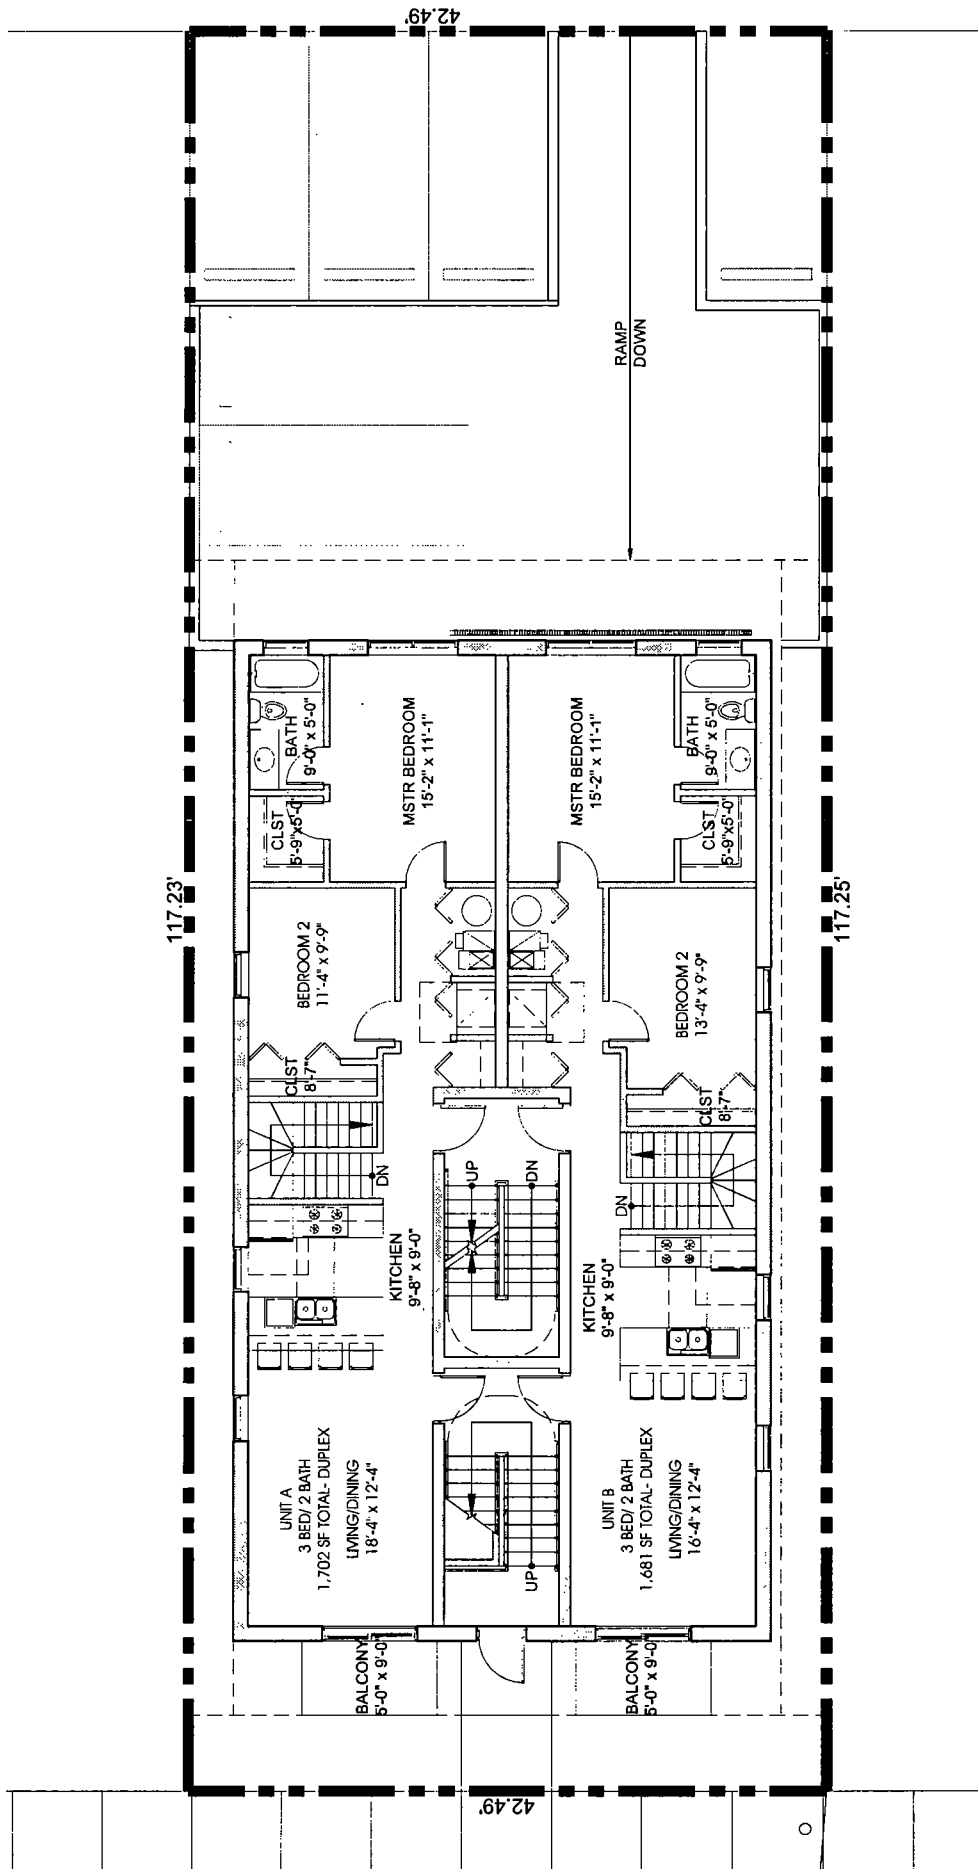 42.49'
RAMP
DOWN
117.23'
117.25'
BATH
9'-0" x 5'-0"
MSTR BEDROOM
15'-2" x 11'-1"
MSTR BEDROOM
15'-2" x 11'-1"
BATH
9'-0" x 5'-0"
CLST
5'-9"x5'-0"
CLST
5'-9"x5'-0"
BEDROOM 2
11'-4" x 9'-9"
BEDROOM 2
13'-4" x 9'-9"
CLST
8'-7"
CLST
8'-7"
DN
UP
DN
DN
KITCHEN
9'-8" x 9'-0"
KITCHEN
9'-8" x 9'-0"
UNIT A
3 BED/ 2 BATH
1,702 SF TOTAL- DUPLEX
LIVING/DINING
18'-4" x 12'-4"
UP
UNIT B
3 BED/ 2 BATH
1,681 SF TOTAL- DUPLEX
LIVING/DINING
16'-4" x 12'-4"
BALCONY
5'-0" x 9'-0
BALCONY
5'-0" x 9'-0
42.49'